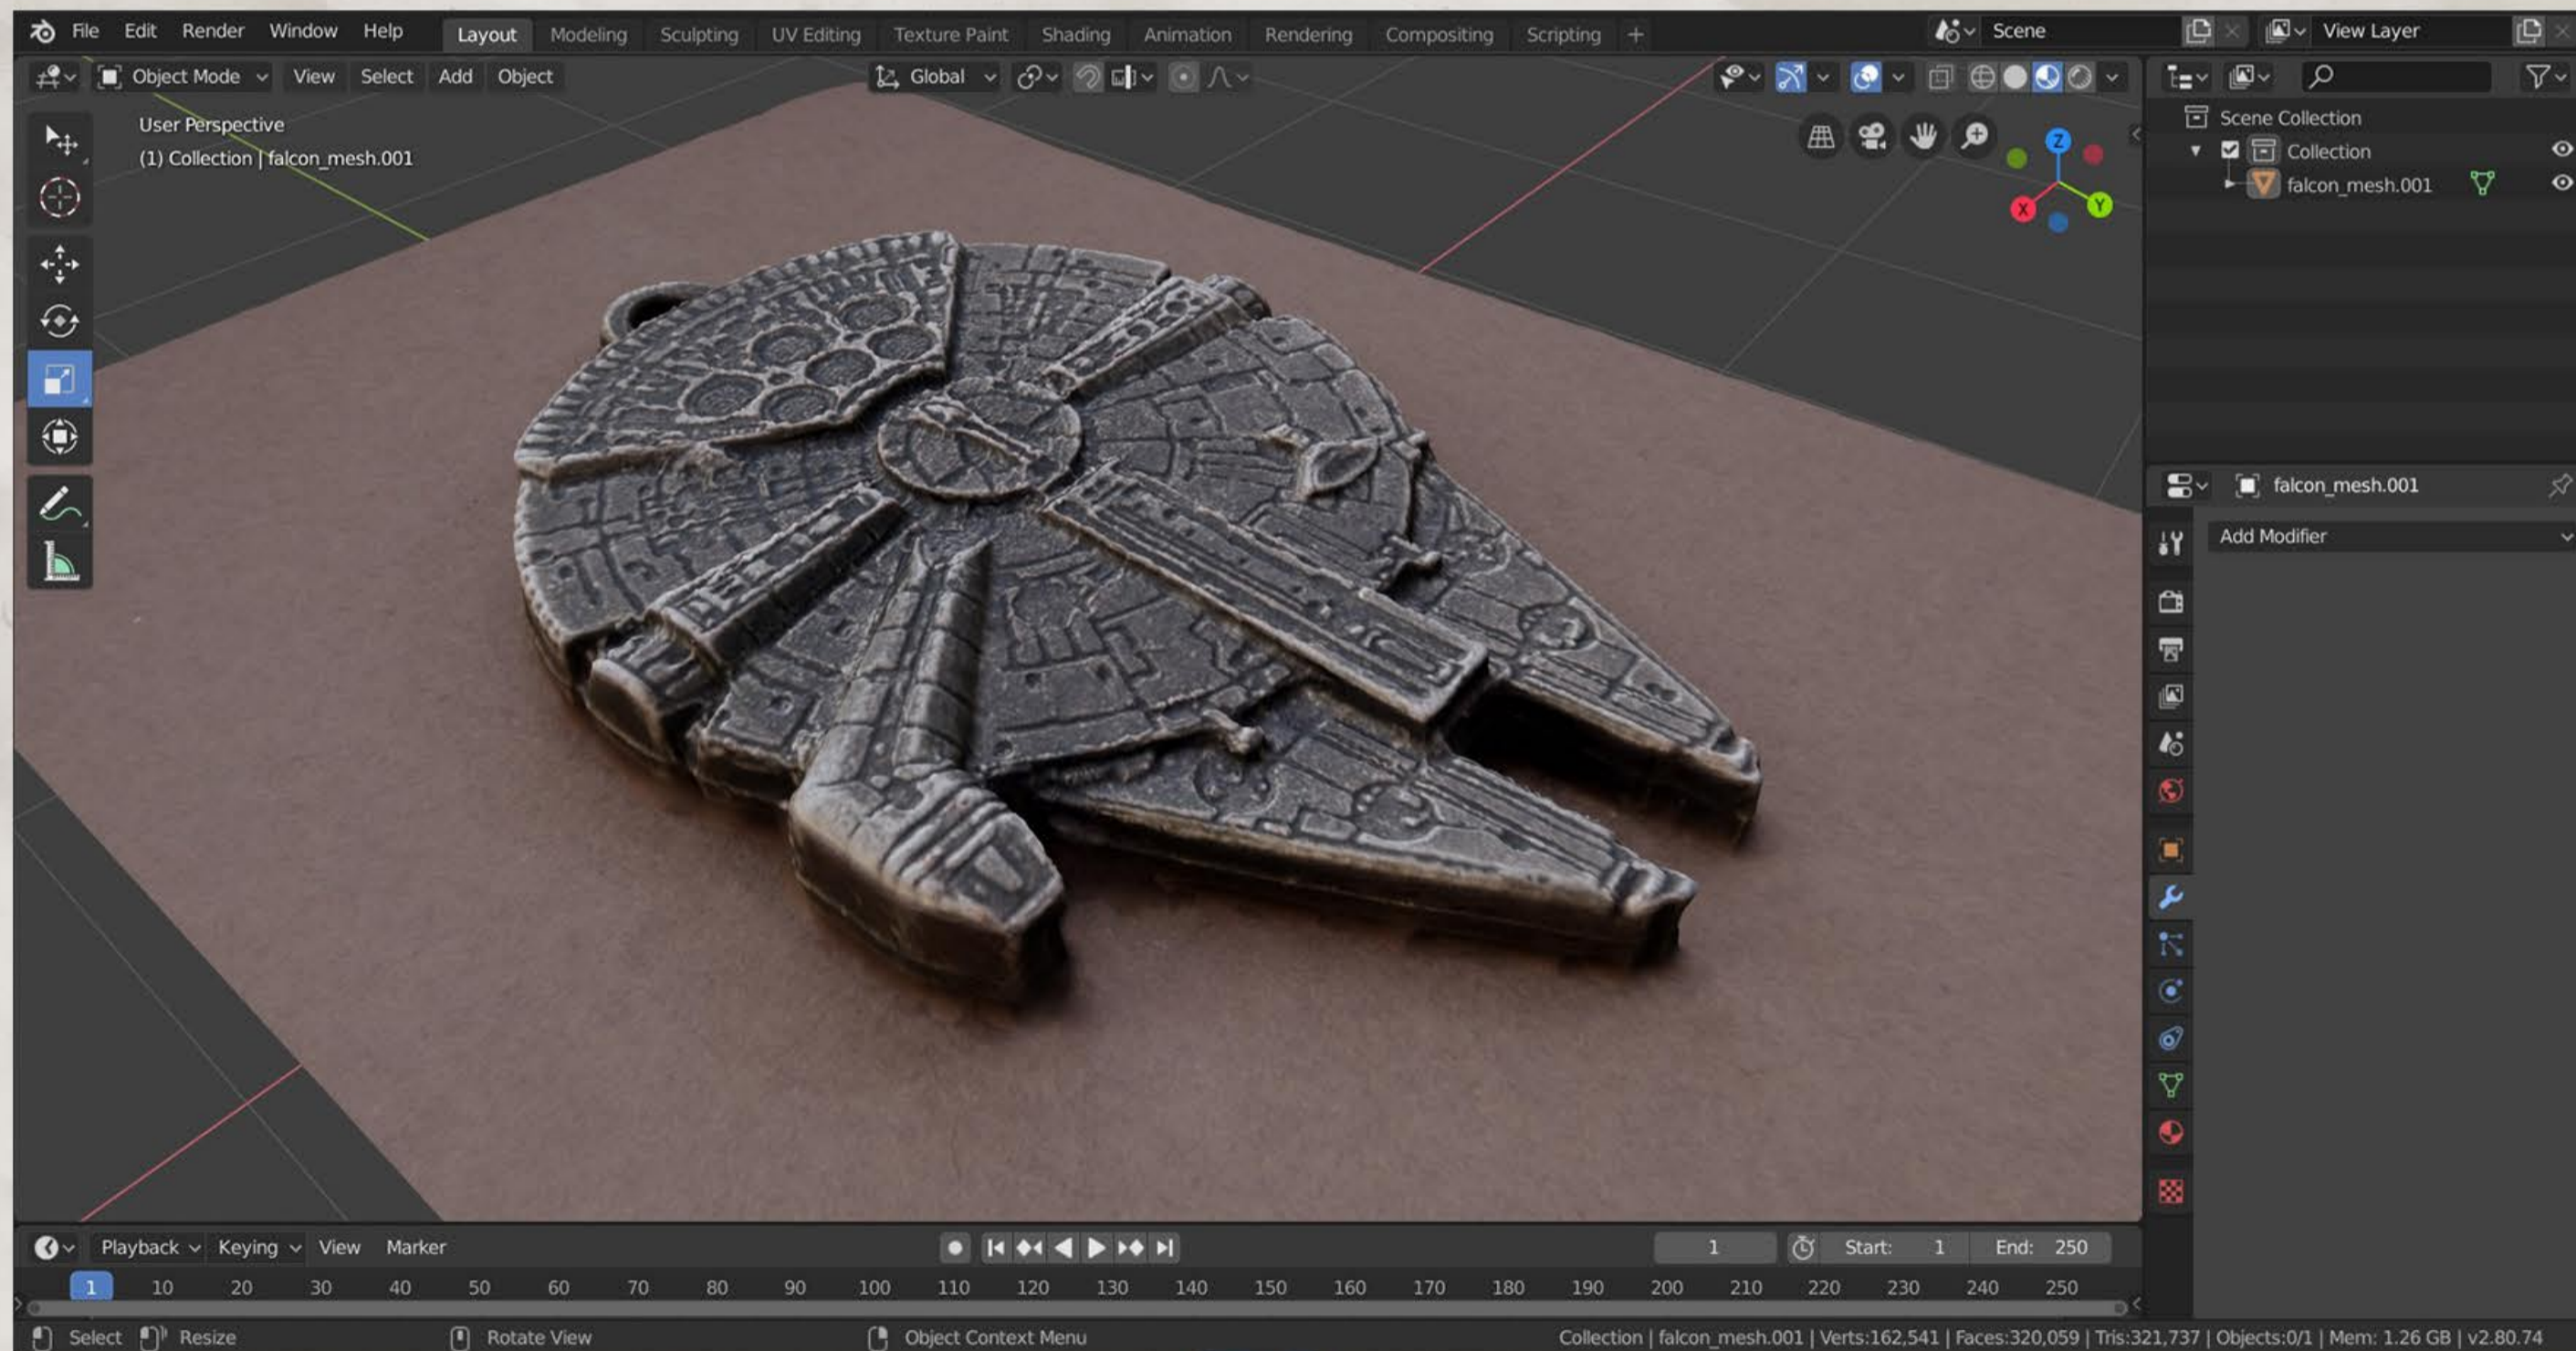 File Edit Render Window Help Layout Modeling Sculpting UV Editing Texture Paint Shading Animation Rendering Compositing Scripting + Scene View Layer
Object Mode View Select Add Object Global
User Perspective
(1) Collection | falcon_mesh.001
Z
X
Y
Scene Collection
Collection
falcon_mesh.001
falcon_mesh.001
Add Modifier
Playback Keying View Marker 1 Start: 1 End: 250
1 10 20 30 40 50 60 70 80 90 100 110 120 130 140 150 160 170 180 190 200 210 220 230 240 250
Select Resize Rotate View Object Context Menu Collection | falcon_mesh.001 | Verts:162,541 | Faces:320,059 | Tris:321,737 | Objects:0/1 | Mem: 1.26 GB | v2.80.74